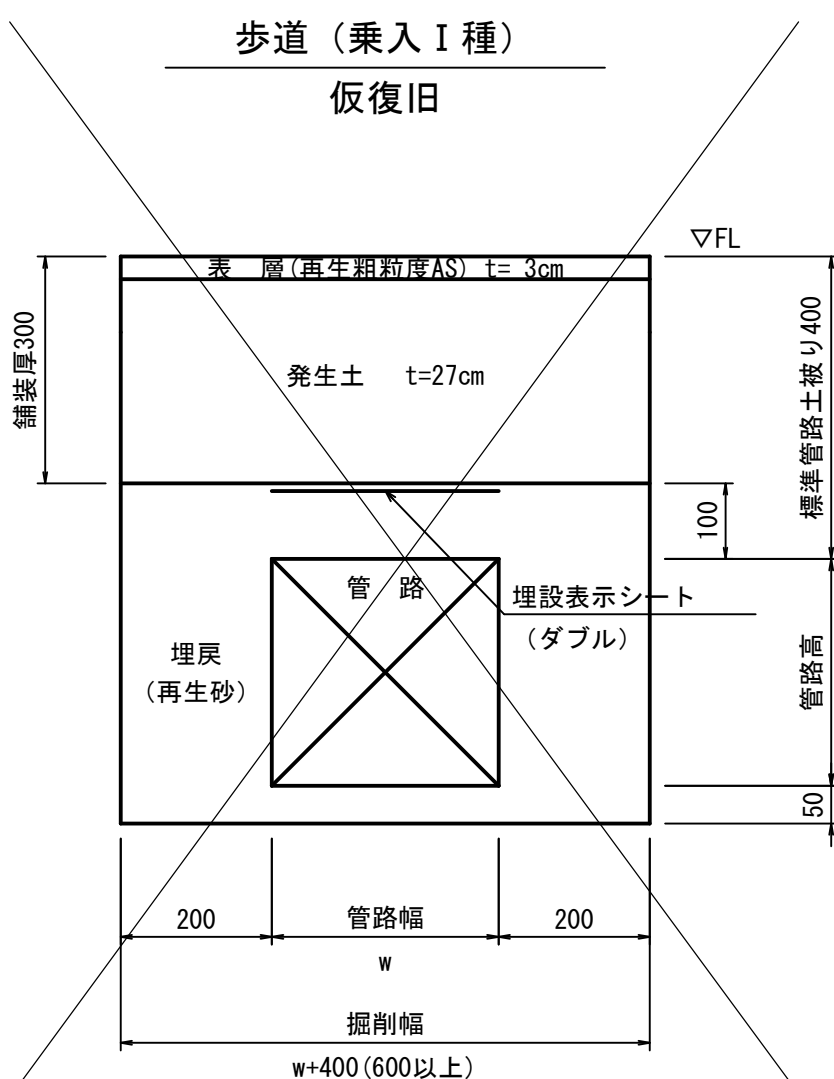 歩道（乗入Ⅰ種）
仮復旧
▽FL
表　層(再生粗粒度AS) t= 3cm
舗装厚300
発生土　t=27cm
標準管路土被り400
100
管　路
埋設表示シート
（ダブル）
埋戻
（再生砂）
管路高
50
200
管路幅
200
w
掘削幅
w+400(600以上)